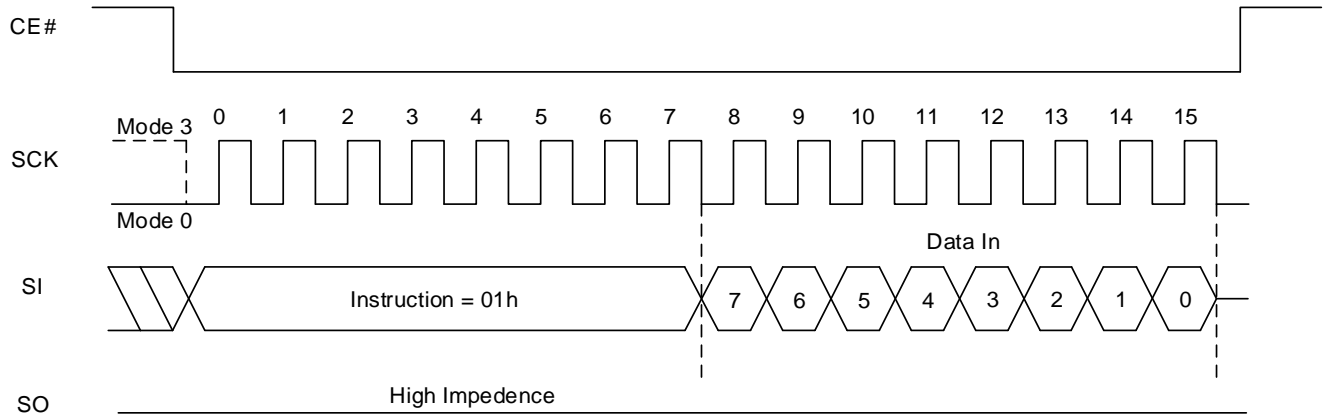 CE#
0 1 2 3 4 5 6 7 8 9 10 11 12 13 14 15
Mode 3
SCK
Mode 0
Data In
SI
Instruction = 01h
7 6 5 4 3 2 1 0
High Impedence
SO